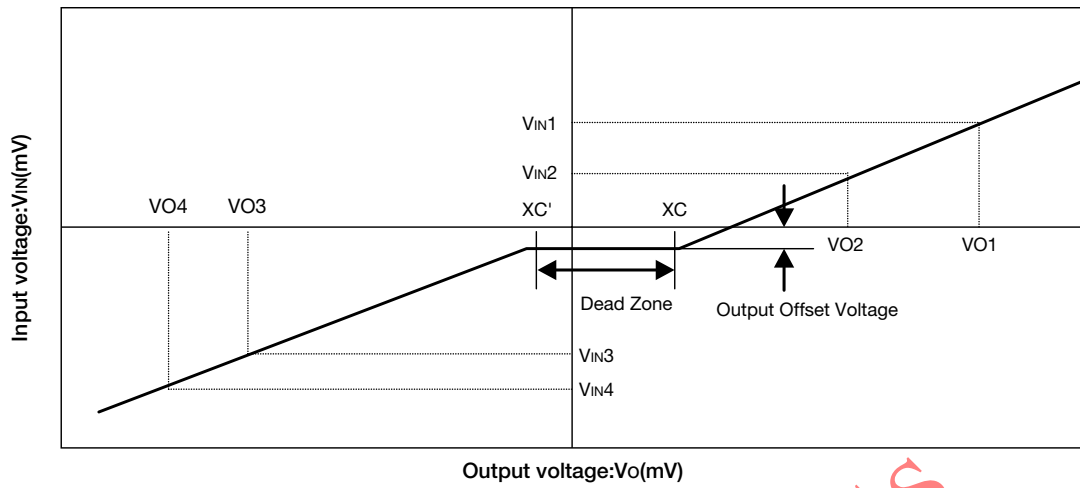 VIN1
VIN2
VO4
VO3
XC'
XC
VO2
VO1
Dead Zone
Output Offset Voltage
VIN3
VIN4
Input voltage:VIN(mV)
Output voltage:VO(mV)
S